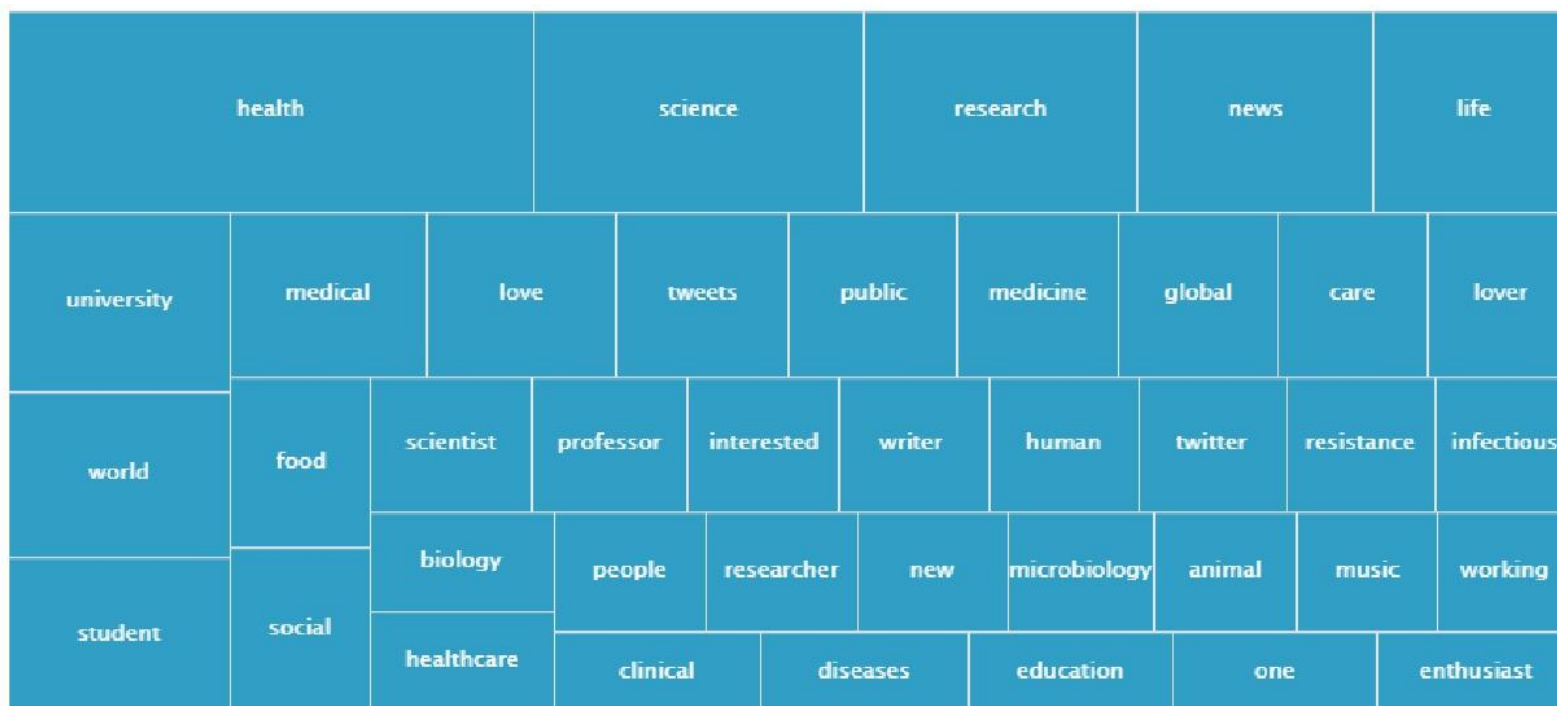 health science research news life
university medical love tweets public medicine global care lover
world food scientist professor interested writer human twitter resistance infectious
student social biology people researcher new microbiology animal music working
healthcare clinical diseases education one enthusiast